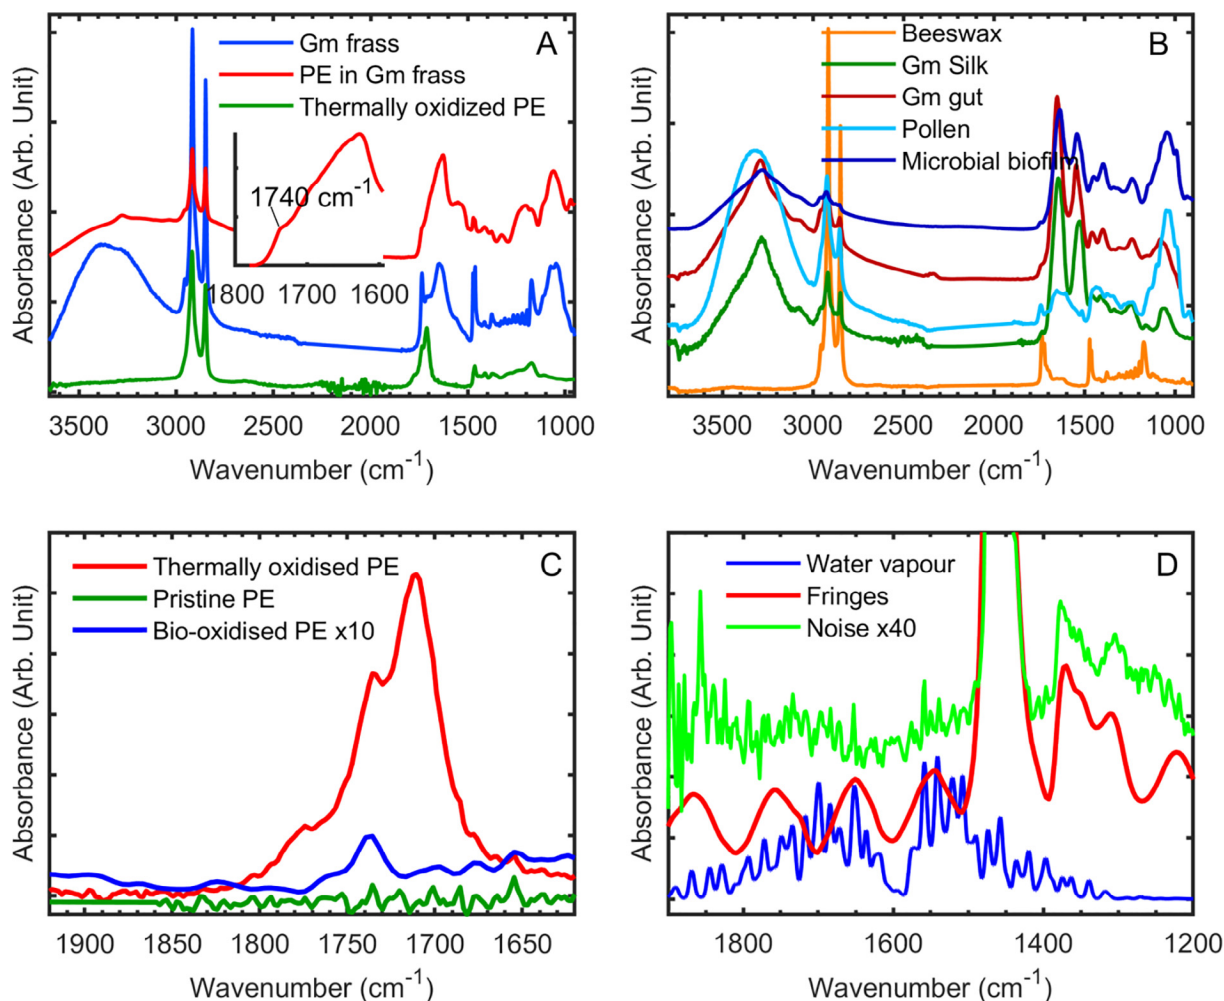 A
Gm frass
PE in Gm frass
Thermally oxidized PE
1740 cm⁻¹
1800 1700 1600
Absorbance (Arb. Unit)
3500 3000 2500 2000 1500 1000
Wavenumber (cm⁻¹)
B
Beeswax
Gm Silk
Gm gut
Pollen
Microbial biofilm
Absorbance (Arb. Unit)
3500 3000 2500 2000 1500 1000
Wavenumber (cm⁻¹)
C
Thermally oxidised PE
Pristine PE
Bio-oxidised PE x10
Absorbance (Arb. Unit)
1900 1850 1800 1750 1700 1650
Wavenumber (cm⁻¹)
D
Water vapour
Fringes
Noise x40
Absorbance (Arb. Unit)
1800 1600 1400 1200
Wavenumber (cm⁻¹)